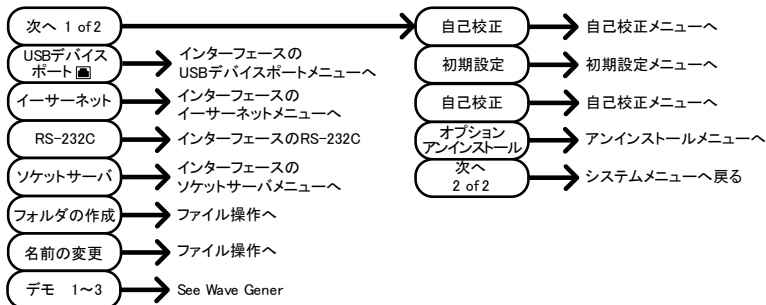 次へ 1 of 2
USBデバイス
ポート
インターフェースの
USBデバイスポートメニューへ
イーサーネット
インターフェースの
イーサーネットメニューへ
RS-232C
インターフェースのRS-232C
ソケットサーバ
インターフェースの
ソケットサーバメニューへ
フォルダの作成
ファイル操作へ
名前の変更
ファイル操作へ
デモ 1～3
See Wave Gener
自己校正
自己校正メニューへ
初期設定
初期設定メニューへ
自己校正
自己校正メニューへ
オプション
アンインストール
アンインストールメニューへ
次へ
2 of 2
システムメニューへ戻る